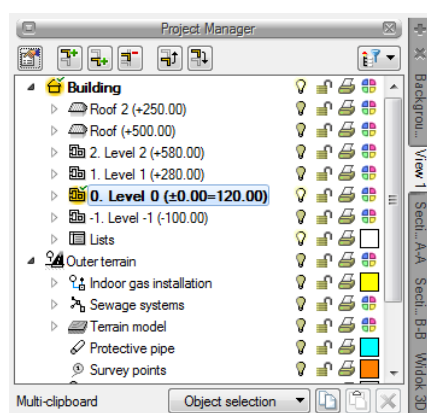 Project Manager
Building
Roof 2 (+250.00)
Roof (+500.00)
2. Level 2 (+580.00)
1. Level 1 (+280.00)
0. Level 0 (±0.00=120.00)
-1. Level -1 (-100.00)
Lists
Outer terrain
Indoor gas installation
Sewage systems
Terrain model
Protective pipe
Survey points
Multi-clipboard Object selection
Backgrou...
View 1
Secti... A-A
Secti... B-B
Widok 3D